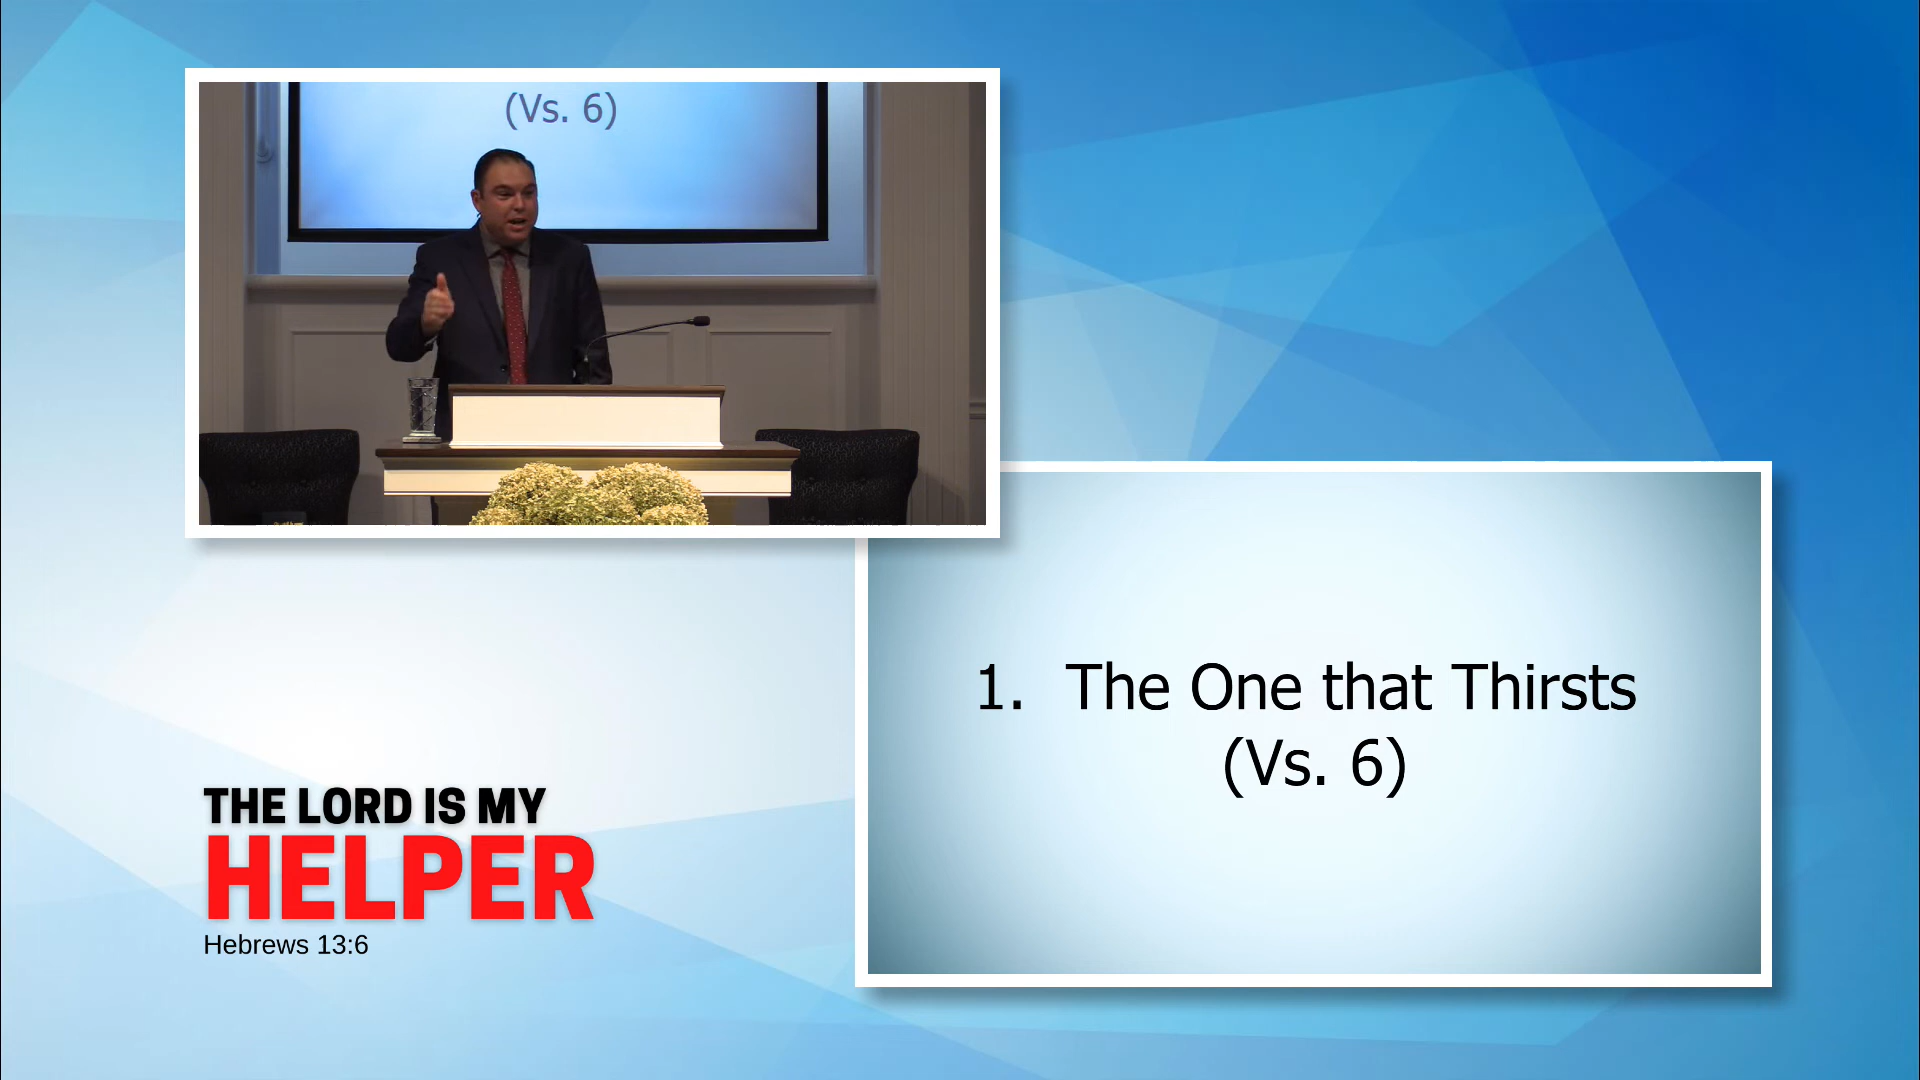 (Vs. 6)
1. The One that Thirsts
(Vs. 6)
THE LORD IS MY
HELPER
Hebrews 13:6